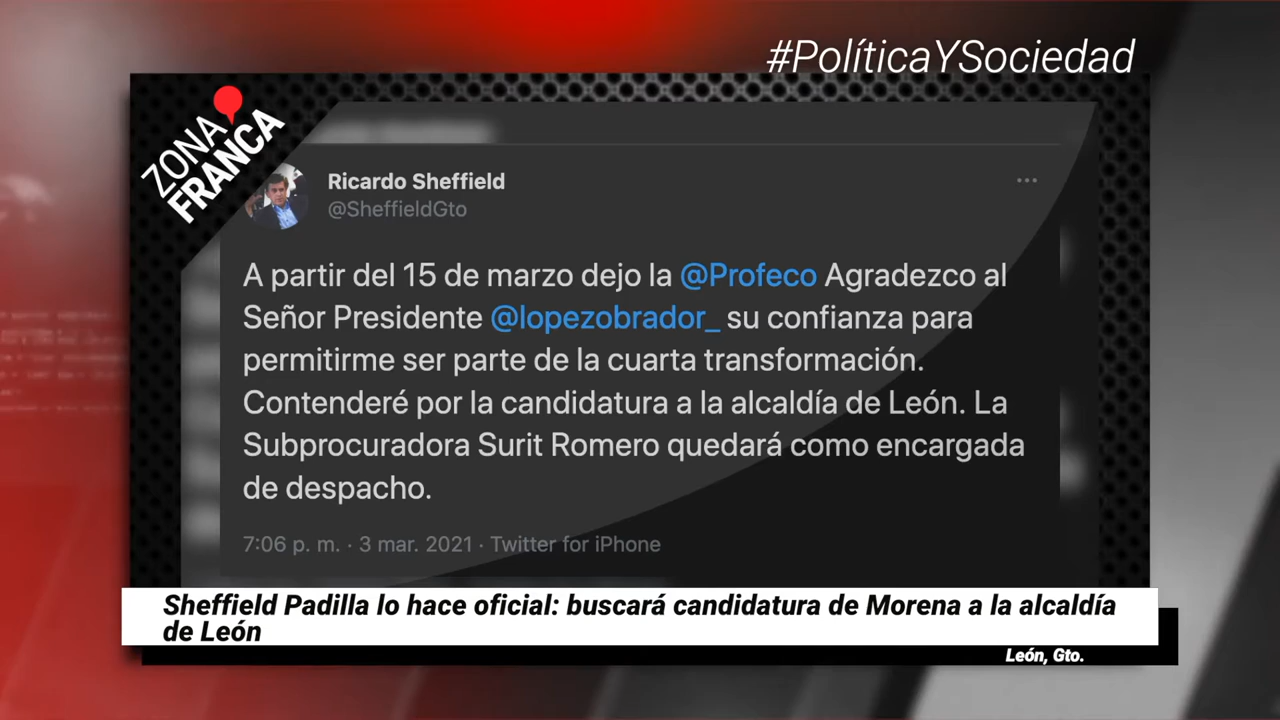 #PolíticaYSociedad
ZONA
FRANCA
Ricardo Sheffield
@SheffieldGto
A partir del 15 de marzo dejo la @Profeco Agradezco al
Señor Presidente @lopezobrador_ su confianza para
permitirme ser parte de la cuarta transformación.
Contenderé por la candidatura a la alcaldía de León. La
Subprocuradora Surit Romero quedará como encargada
de despacho.
7:06 p. m. · 3 mar. 2021 · Twitter for iPhone
Sheffield Padilla lo hace oficial: buscará candidatura de Morena a la alcaldía
de León
León, Gto.